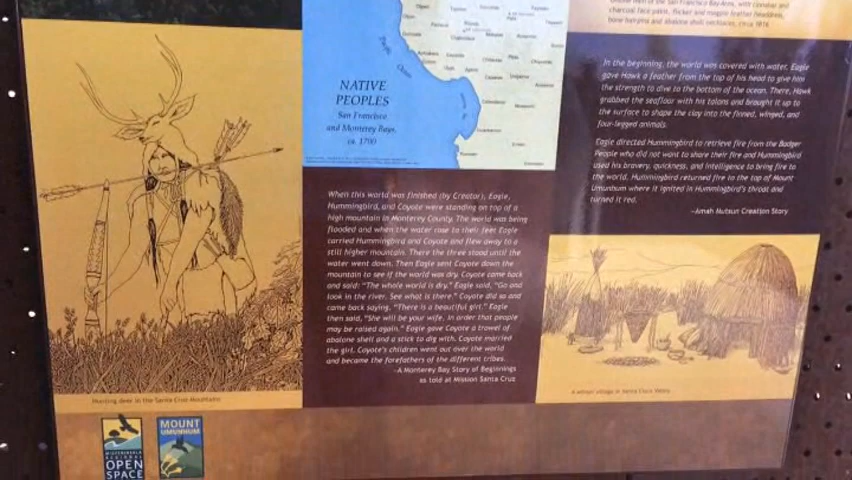 charcoal face paint, flicker and magpie feather headdress,
bone hairpins and abalone shell necklaces, circa 1816
Pacific
Ocean
NATIVE
PEOPLES
San Francisco
and Monterey Bays,
ca. 1700
In the beginning, the world was covered with water. Eagle
gave Hawk a feather from the top of his head to give him
the strength to dive to the bottom of the ocean. There, Hawk
grabbed the seafloor with his talons and brought it up to
the surface to shape the clay into the finned, winged, and
four-legged animals.
Eagle directed Hummingbird to retrieve fire from the Badger
People who did not want to share their fire and Hummingbird
used his bravery, quickness, and intelligence to bring fire to
the world. Hummingbird returned fire to the top of Mount
Umunhum where it ignited in Hummingbird's throat and
turned it red.
—Amah Mutsun Creation Story
When this world was finished (by Creator), Eagle,
Hummingbird, and Coyote were standing on top of a
high mountain in Monterey County. The world was being
flooded and when the water rose to their feet Eagle
carried Hummingbird and Coyote and flew away to a
still higher mountain. There the three stood until the
water went down. Then Eagle sent Coyote down the
mountain to see if the world was dry. Coyote came back
and said: "The whole world is dry." Eagle said, "Go and
look in the river. See what is there." Coyote did so and
came back saying, "There is a beautiful girl." Eagle
then said, "She will be your wife. In order that people
may be raised again." Eagle gave Coyote a trowel of
abalone shell and a stick to dig with. Coyote married
the girl. Coyote's children went out over the world
and became the forefathers of the different tribes.
—A Monterey Bay Story of Beginnings
as told at Mission Santa Cruz
Hunting deer in the Santa Cruz Mountains
A winter village in Santa Clara Valley
MIDPENINSULA
REGIONAL
OPEN
SPACE
MOUNT
UMUNHUM